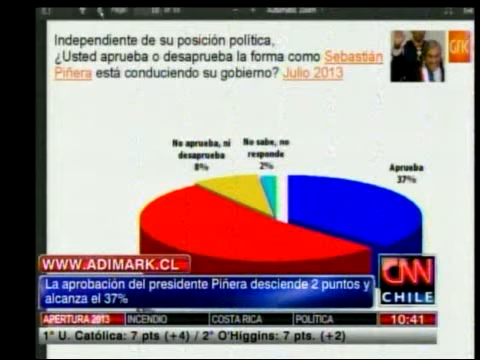 Automatic Zoom
Independiente de su posición política,
¿Usted aprueba o desaprueba la forma como Sebastián
Piñera está conduciendo su gobierno? Julio 2013
GfK
No aprueba, ni
desaprueba
8%
No sabe, no
responde
2%
Aprueba
37%
WWW.ADIMARK.CL
La aprobación del presidente Piñera desciende 2 puntos y
alcanza el 37%
CNN
CHILE
APERTURA 2013 INCENDIO COSTA RICA POLÍTICA 10:41
1° U. Católica: 7 pts (+4) / 2° O'Higgins: 7 pts. (+2)